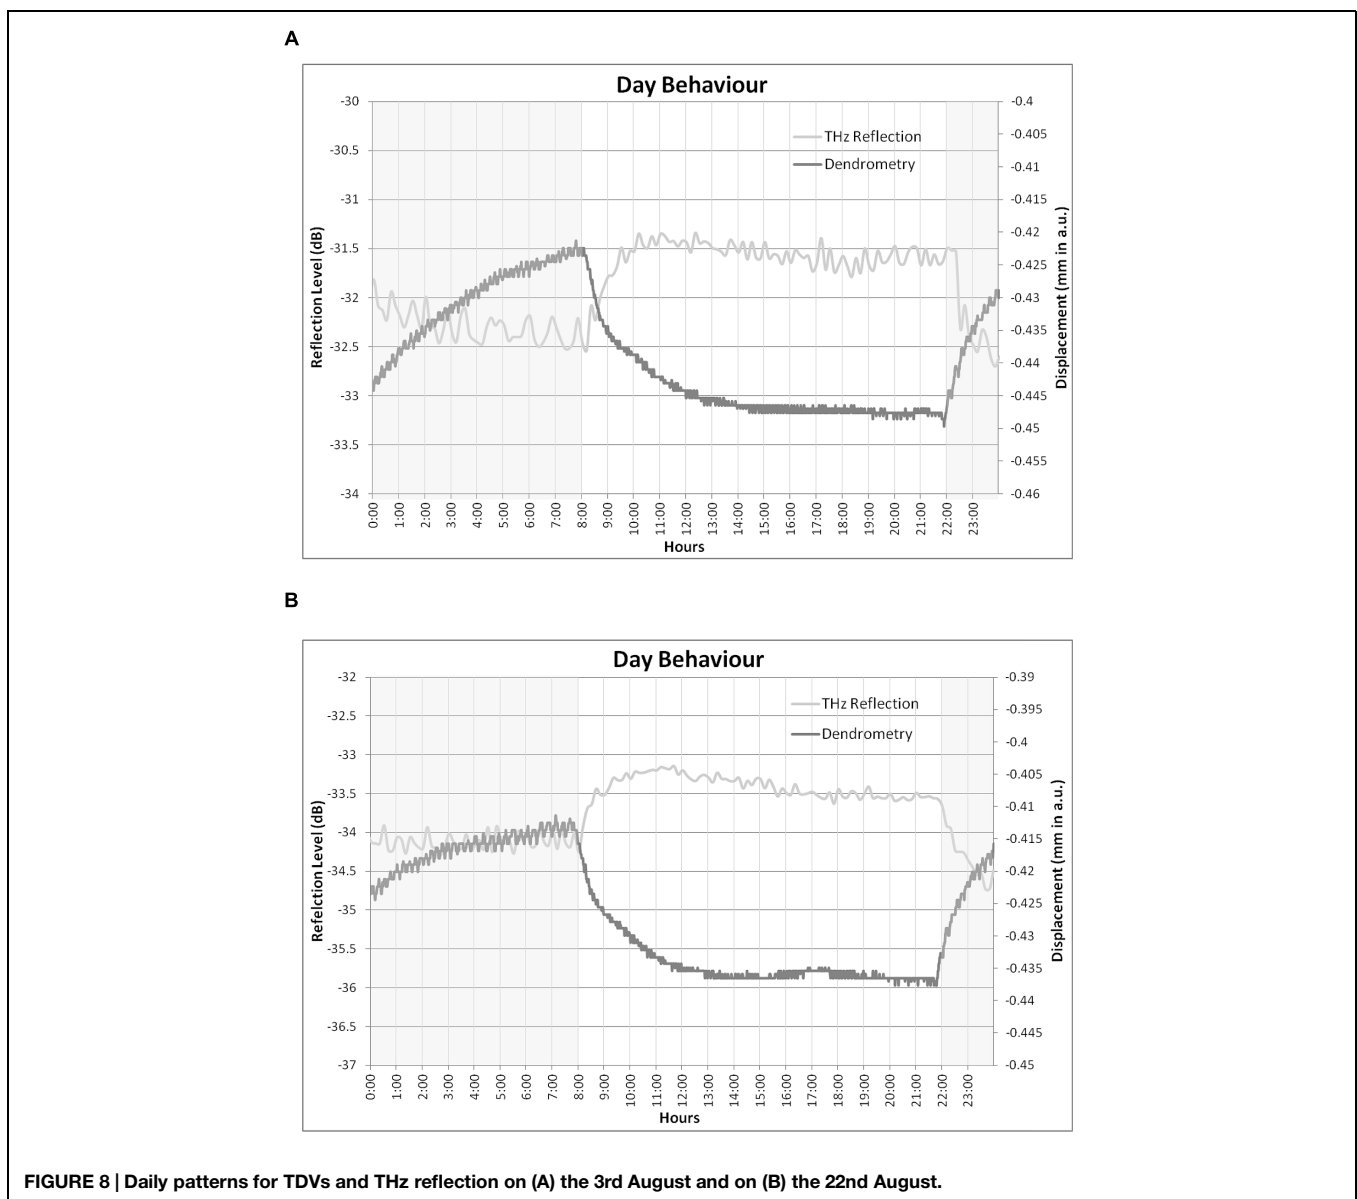 A
Day Behaviour
THz Reflection
Dendrometry
Reflection Level (dB)
-30
-30.5
-31
-31.5
-32
-32.5
-33
-33.5
-34
-0.4
-0.405
-0.41
-0.415
-0.42
-0.425
-0.43
-0.435
-0.44
-0.445
-0.45
-0.455
-0.46
Displacement (mm in a.u.)
0:00 1:00 2:00 3:00 4:00 5:00 6:00 7:00 8:00 9:00 10:00 11:00 12:00 13:00 14:00 15:00 16:00 17:00 18:00 19:00 20:00 21:00 22:00 23:00
Hours
B
Day Behaviour
THz Reflection
Dendrometry
Refelction Level (dB)
-32
-32.5
-33
-33.5
-34
-34.5
-35
-35.5
-36
-36.5
-37
-0.39
-0.395
-0.4
-0.405
-0.41
-0.415
-0.42
-0.425
-0.43
-0.435
-0.44
-0.445
-0.45
Displacement (mm in a.u.)
0:00 1:00 2:00 3:00 4:00 5:00 6:00 7:00 8:00 9:00 10:00 11:00 12:00 13:00 14:00 15:00 16:00 17:00 18:00 19:00 20:00 21:00 22:00 23:00
Hours
FIGURE 8 | Daily patterns for TDVs and THz reflection on (A) the 3rd August and on (B) the 22nd August.